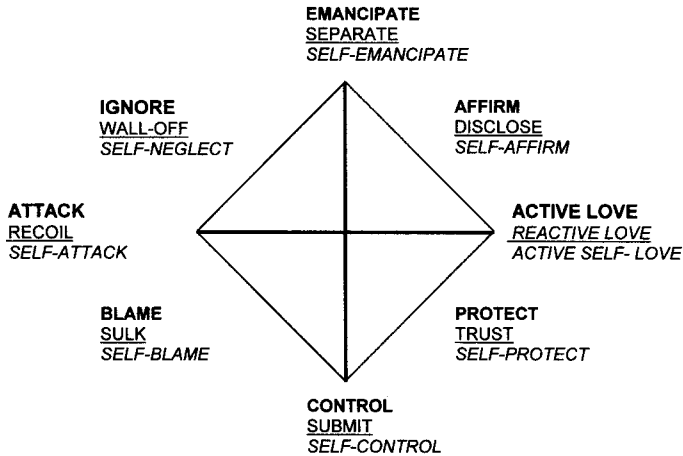 EMANCIPATE
SEPARATE
SELF-EMANCIPATE
IGNORE
WALL-OFF
SELF-NEGLECT
AFFIRM
DISCLOSE
SELF-AFFIRM
ATTACK
RECOIL
SELF-ATTACK
ACTIVE LOVE
REACTIVE LOVE
ACTIVE SELF- LOVE
BLAME
SULK
SELF-BLAME
PROTECT
TRUST
SELF-PROTECT
CONTROL
SUBMIT
SELF-CONTROL